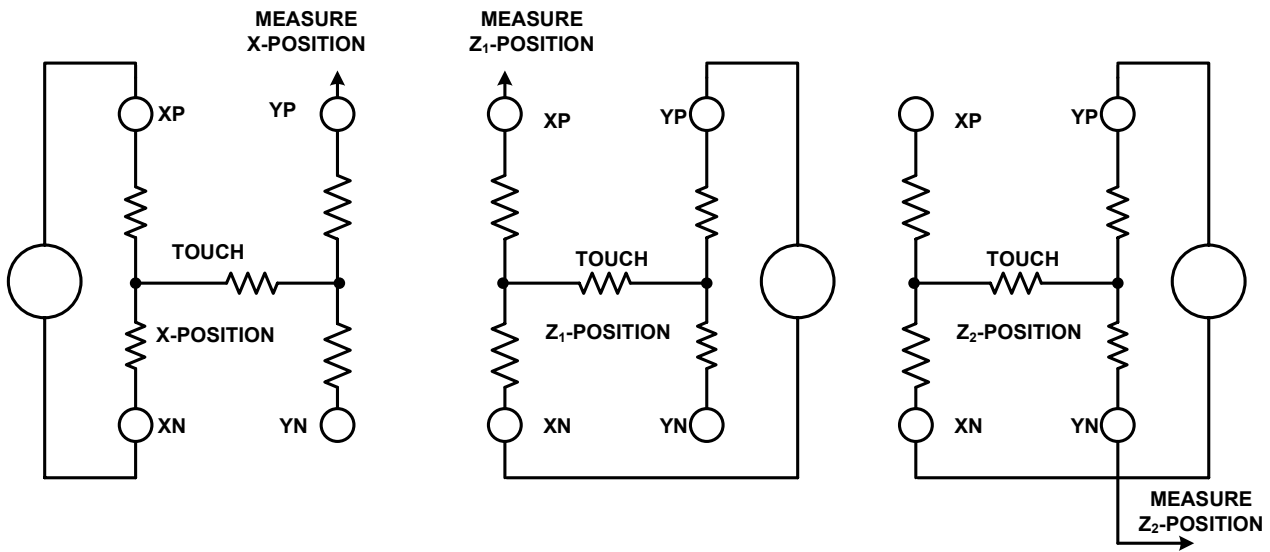 MEASURE
X-POSITION
MEASURE
Z₁-POSITION
XP
YP
XP
YP
XP
YP
TOUCH
TOUCH
TOUCH
X-POSITION
Z₁-POSITION
Z₂-POSITION
XN
YN
XN
YN
XN
YN
MEASURE
Z₂-POSITION